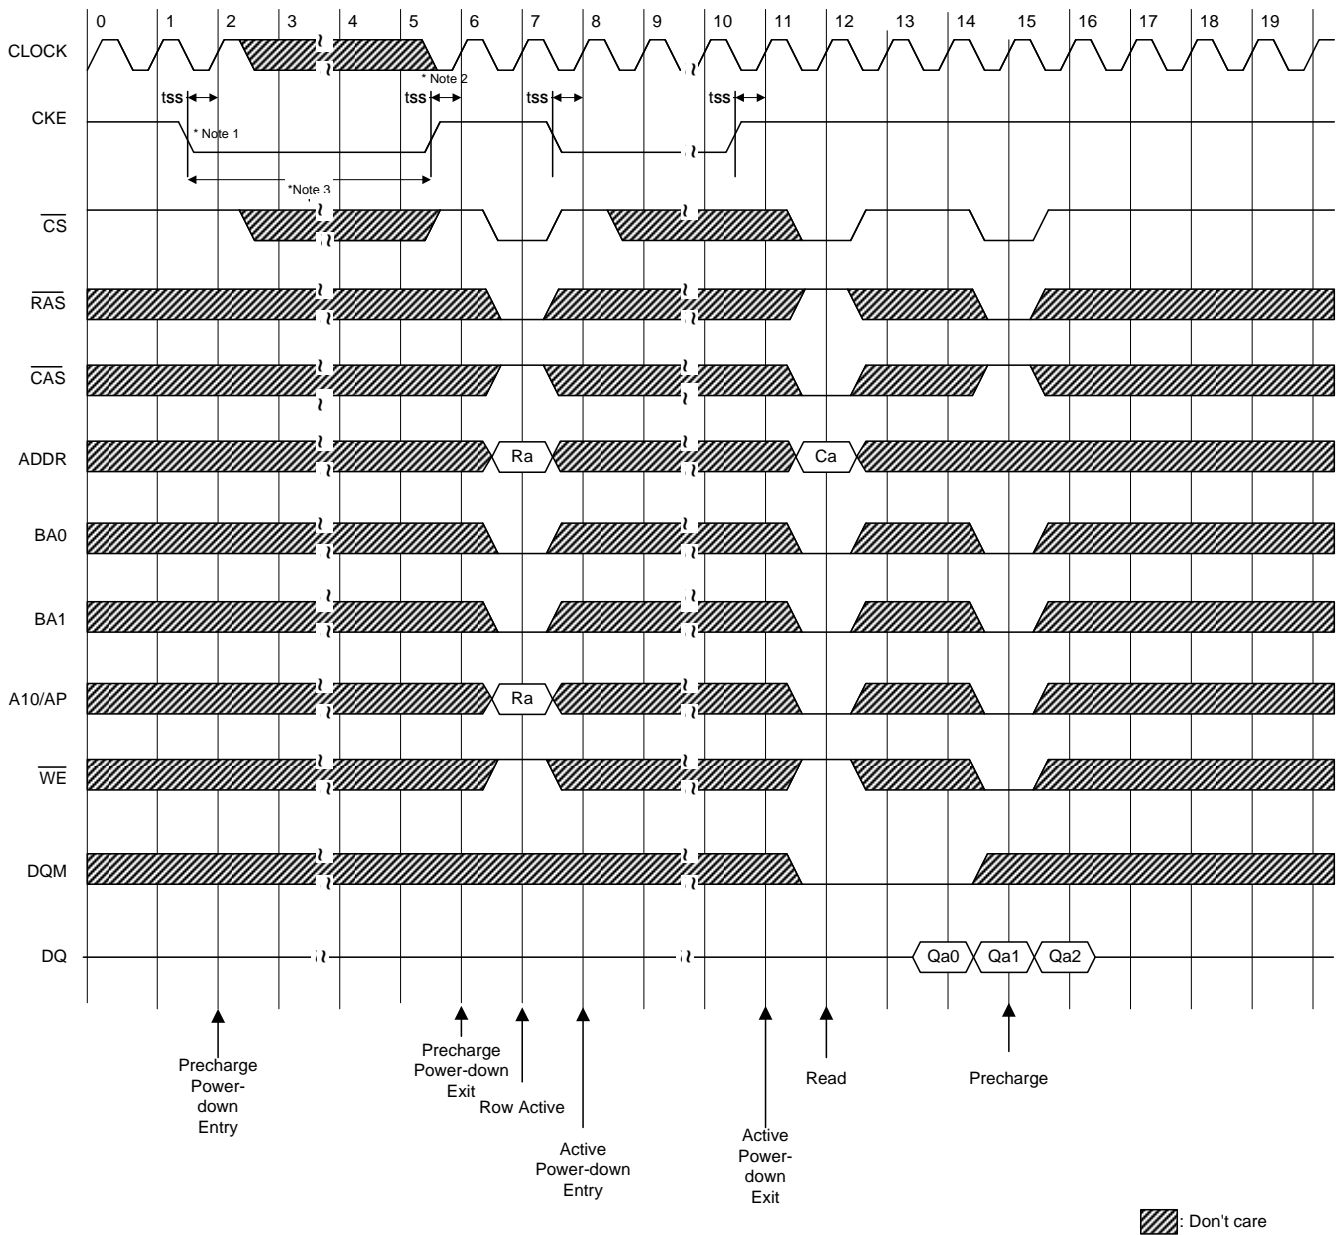 0 1 2 3 4 5 6 7 8 9 10 11 12 13 14 15 16 17 18 19
CLOCK
* Note 2
tss tss tss tss
CKE
* Note 1
*Note 3
CS
RAS
CAS
ADDR Ra Ca
BA0
BA1
A10/AP Ra
WE
DQM
DQ Qa0 Qa1 Qa2
Precharge
Power-
down
Entry
Precharge
Power-down
Exit
Row Active
Active
Power-down
Entry
Active
Power-
down
Exit
Read
Precharge
: Don't care